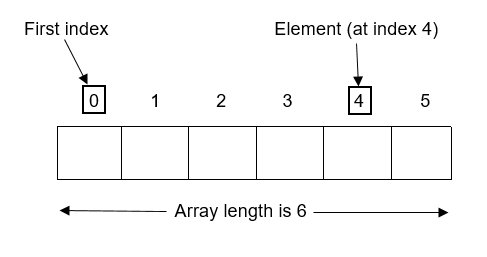 First index Element (at index 4)
0 1 2 3 4 5
Array length is 6